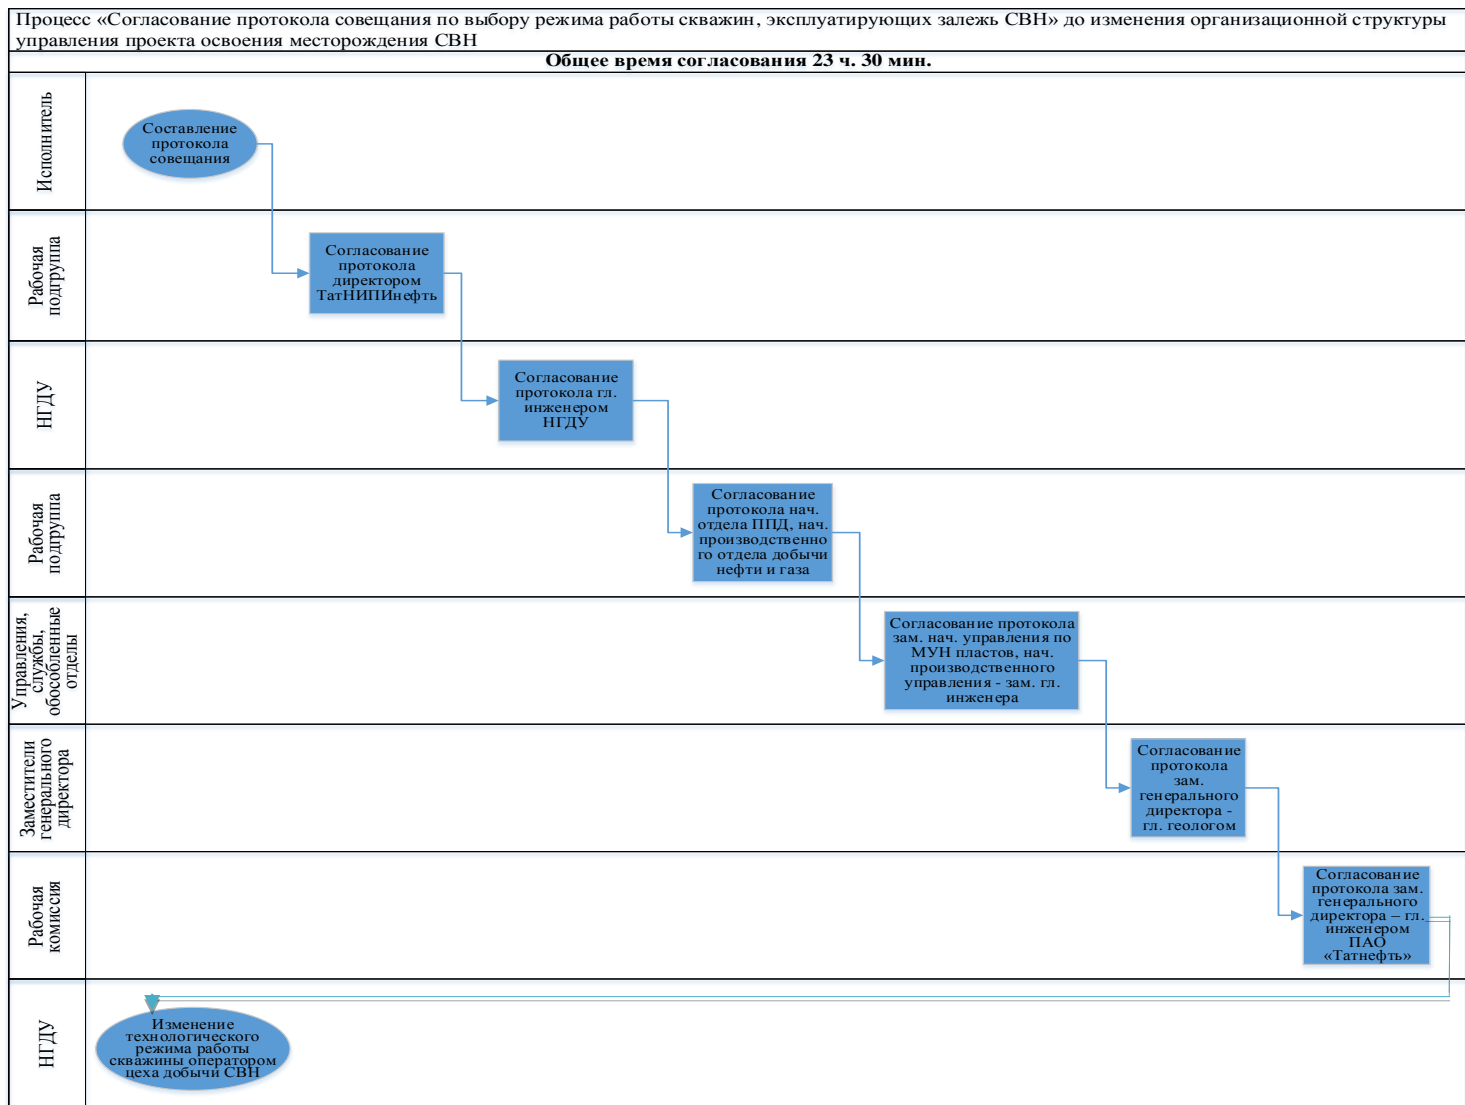 Процесс «Согласование протокола совещания по выбору режима работы скважин, эксплуатирующих залежь СВН» до изменения организационной структуры
управления проекта освоения месторождения СВН
Общее время согласования 23 ч. 30 мин.
Исполнитель
Составление
протокола
совещания
Рабочая
подгруппа
Согласование
протокола
директором
ТатНИПИнефть
НГДУ
Согласование
протокола гл.
инженером
НГДУ
Рабочая
подгруппа
Согласование
протокола нач.
отдела ППД, нач.
производственно
го отдела добычи
нефти и газа
Управления,
службы,
обособленные
отделы
Согласование протокола
зам. нач. управления по
МУН пластов, нач.
производственного
управления - зам. гл.
инженера
Заместители
генерального
директора
Согласование
протокола
зам.
генерального
директора -
гл. геологом
Рабочая
комиссия
Согласование
протокола зам.
генерального
директора – гл.
инженером
ПАО
«Татнефть»
НГДУ
Изменение
технологического
режима работы
скважины оператором
цеха добычи СВН